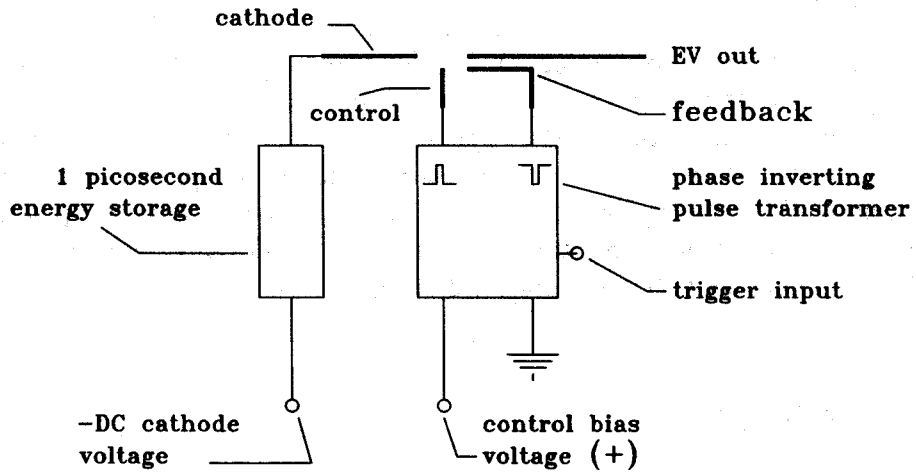 cathode
EV out
control
feedback
1 picosecond
energy storage
phase inverting
pulse transformer
trigger input
-DC cathode
voltage
control bias
voltage (+)